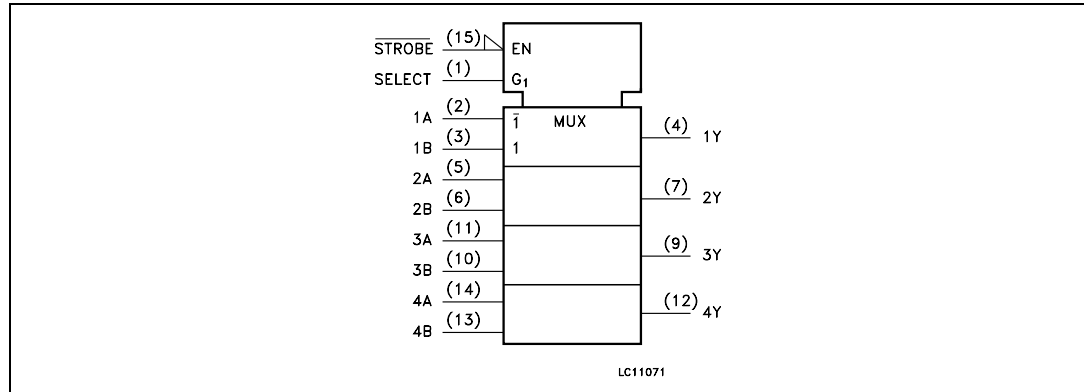 STROBE (15) EN
SELECT (1) G1
1A (2) 1 MUX
1B (3) 1
(4) 1Y
2A (5)
2B (6)
(7) 2Y
3A (11)
3B (10)
(9) 3Y
4A (14)
4B (13)
(12) 4Y
LC11071